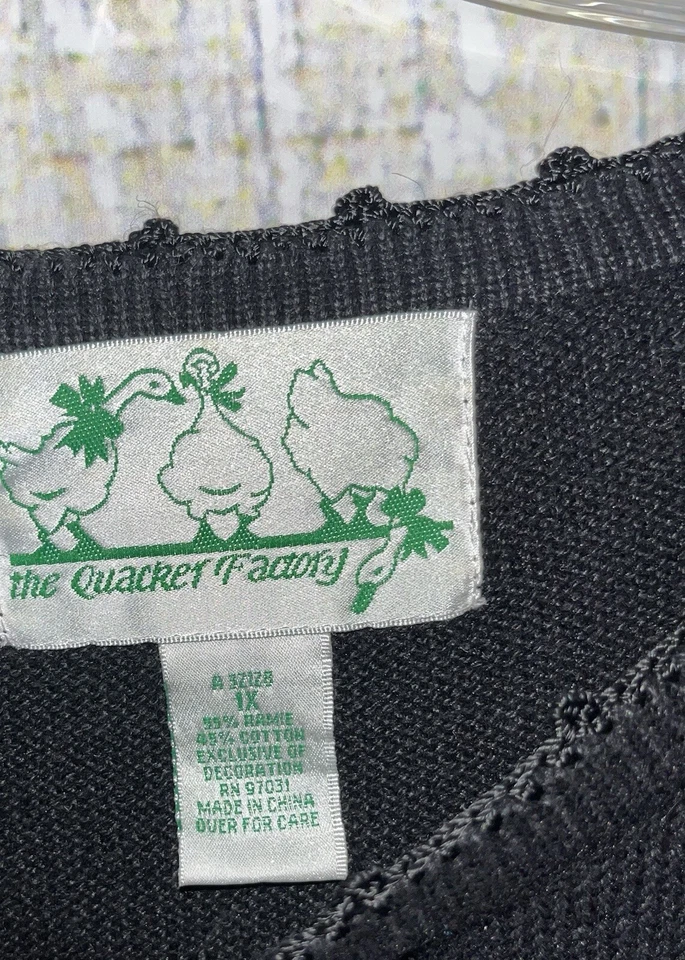 the Quacker Factory
A 32128
1X
55% RAMIE
45% COTTON
EXCLUSIVE OF
DECORATION
RN 97031
MADE IN CHINA
OVER FOR CARE